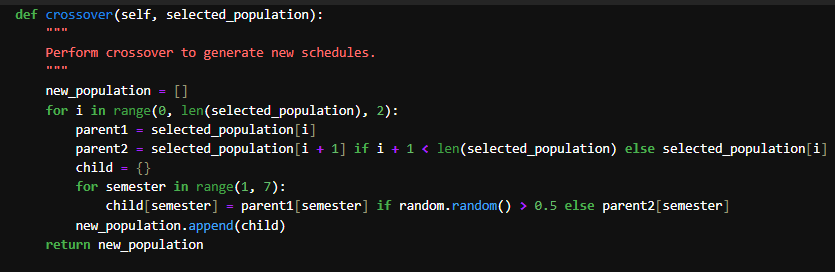 def crossover(self, selected_population):
    """
    Perform crossover to generate new schedules.
    """
    new_population = []
    for i in range(0, len(selected_population), 2):
        parent1 = selected_population[i]
        parent2 = selected_population[i + 1] if i + 1 < len(selected_population) else selected_population[i]
        child = {}
        for semester in range(1, 7):
            child[semester] = parent1[semester] if random.random() > 0.5 else parent2[semester]
        new_population.append(child)
    return new_population